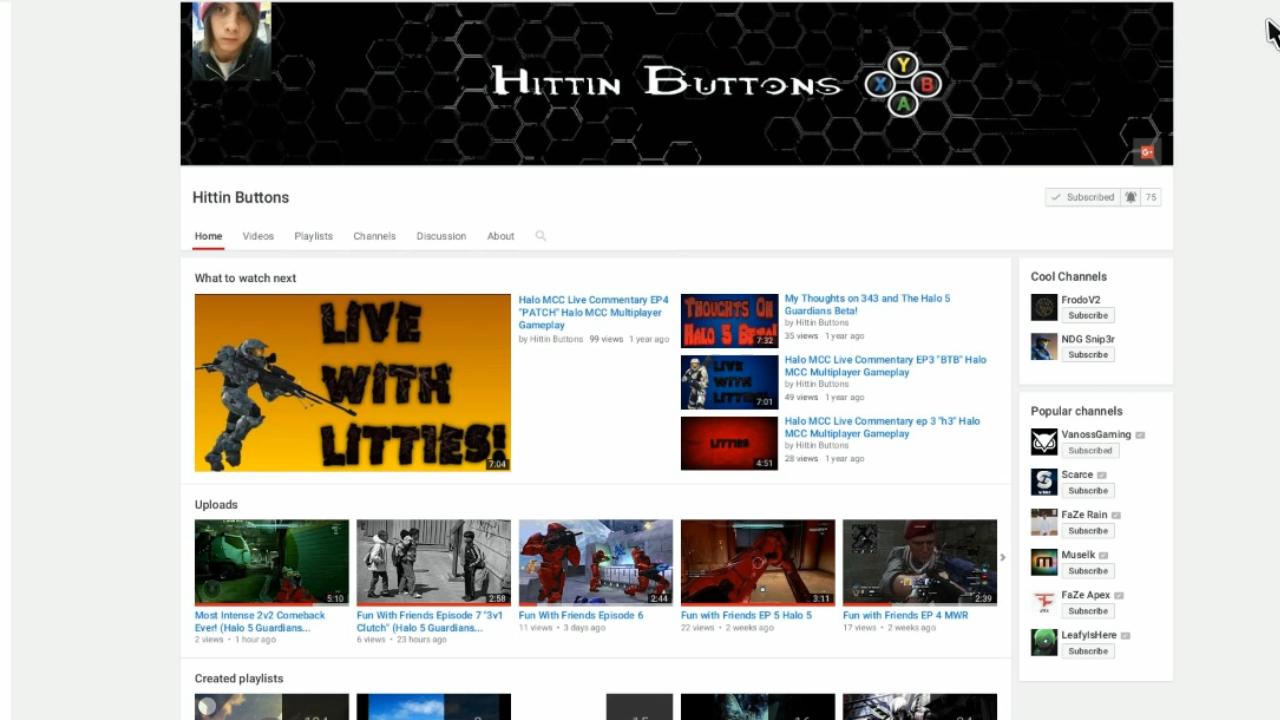 HITTIN BUTTONS
Y
X B
A
G+
Hittin Buttons
Subscribed 75
Home Videos Playlists Channels Discussion About
What to watch next
LIVE
WITH
LITTIES!
7:04
Halo MCC Live Commentary EP4
"PATCH" Halo MCC Multiplayer
Gameplay
by Hittin Buttons 99 views 1 year ago
THOUGHTS ON
HALO 5 BETA!
7:32
My Thoughts on 343 and The Halo 5
Guardians Beta!
by Hittin Buttons
35 views 1 year ago
LIVE
WITH
LITTIES
7:01
Halo MCC Live Commentary EP3 "BTB" Halo
MCC Multiplayer Gameplay
by Hittin Buttons
49 views 1 year ago
LITTIES
4:51
Halo MCC Live Commentary ep 3 "h3" Halo
MCC Multiplayer Gameplay
by Hittin Buttons
28 views 1 year ago
Uploads
5:10
Most Intense 2v2 Comeback
Ever! (Halo 5 Guardians...
2 views • 1 hour ago
2:58
Fun With Friends Episode 7 "3v1
Clutch" (Halo 5 Guardians...
6 views • 23 hours ago
2:44
Fun With Friends Episode 6
11 views • 3 days ago
3:11
Fun with Friends EP 5 Halo 5
22 views • 2 weeks ago
2:39
Fun with Friends EP 4 MWR
17 views • 2 weeks ago
Created playlists
Cool Channels
FrodoV2
Subscribe
NDG Snip3r
Subscribe
Popular channels
VanossGaming
Subscribed
Scarce
Subscribe
FaZe Rain
Subscribe
Muselk
Subscribe
FaZe Apex
Subscribe
LeafyIsHere
Subscribe